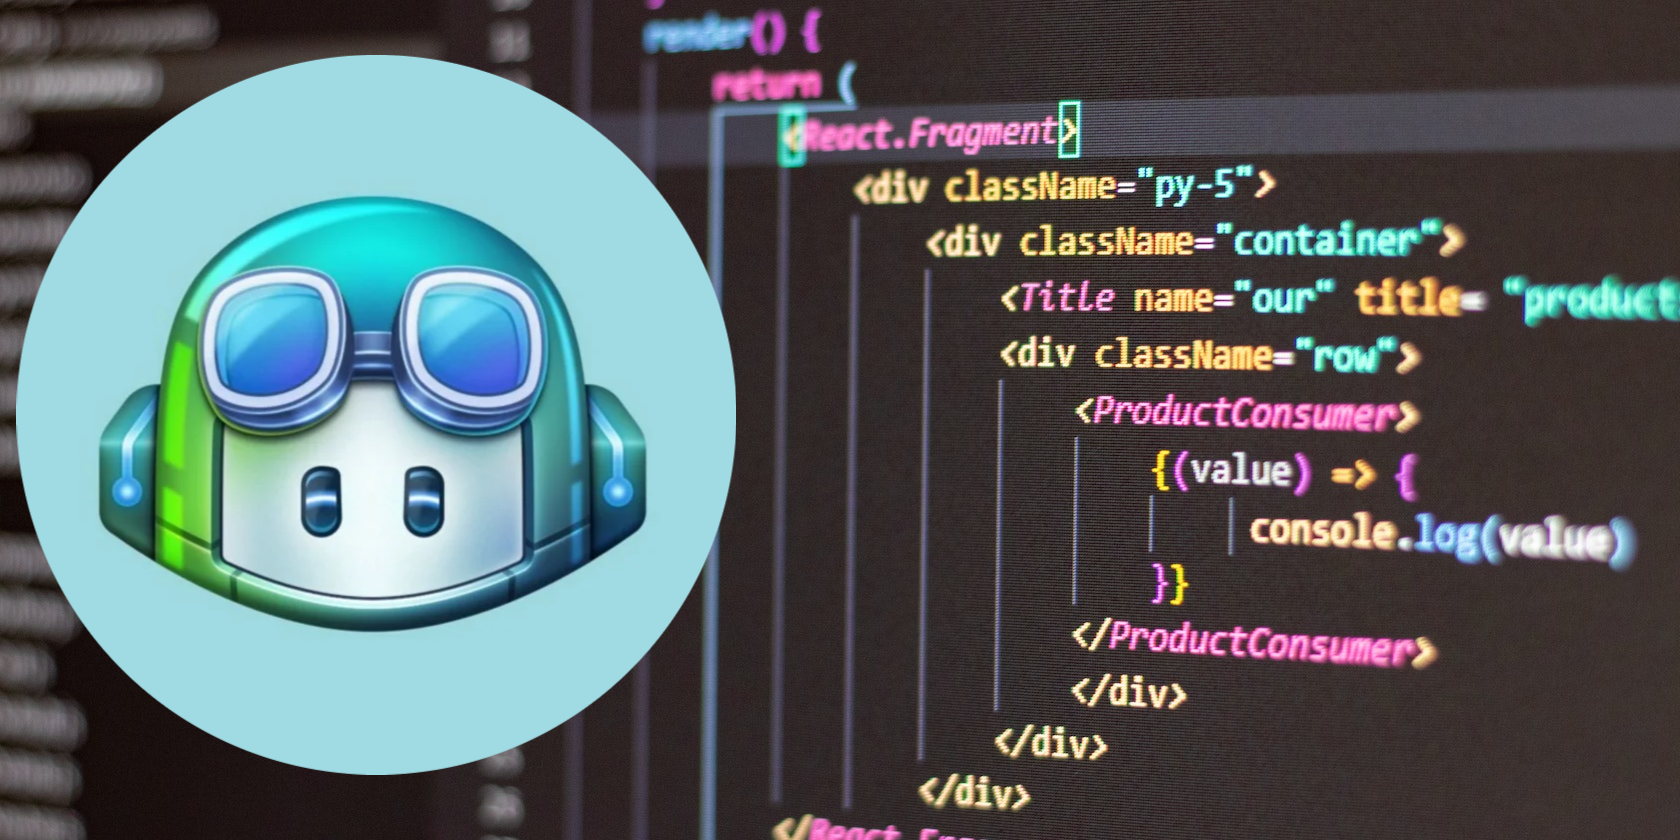 render() {
return (
<React.Fragment>
<div className="py-5">
<div className="container">
<Title name="our" title= "product
<div className="row">
<ProductConsumer>
{(value) => {
console.log(value)
}}
</ProductConsumer>
</div>
</div>
</div>
</React.